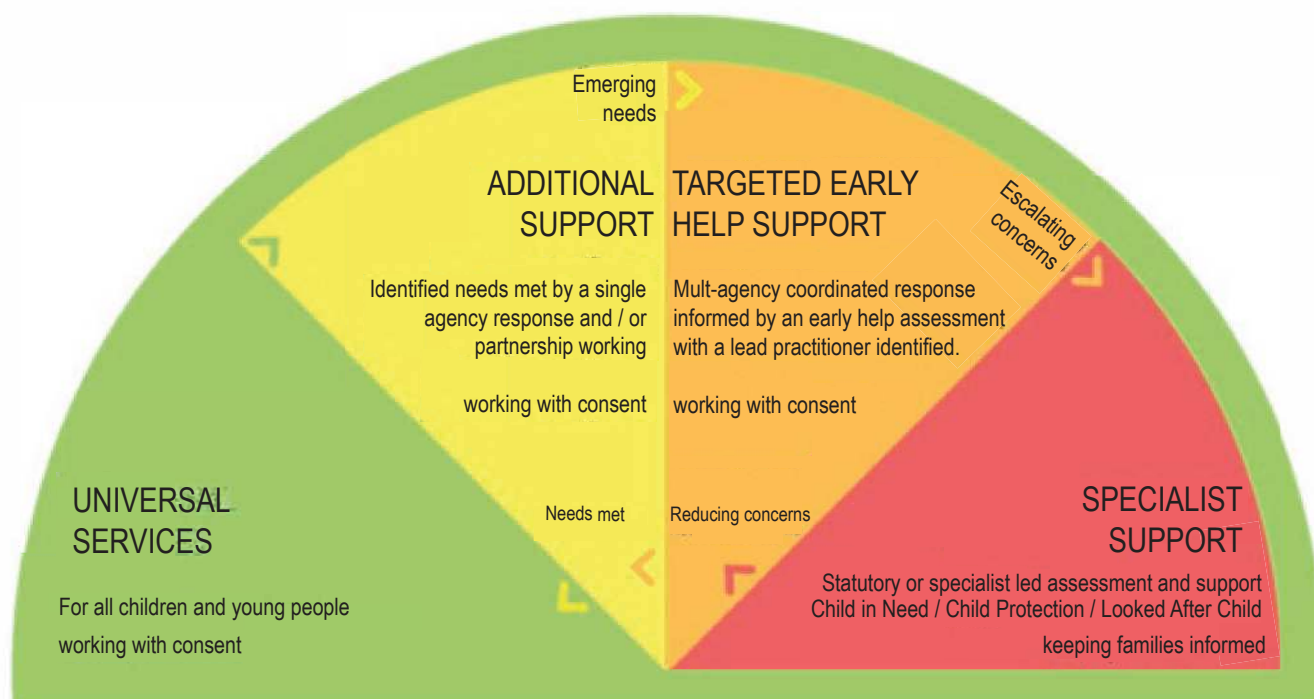 Emerging
needs
ADDITIONAL
SUPPORT
Identified needs met by a single
agency response and / or
partnership working
working with consent
Needs met
TARGETED EARLY
HELP SUPPORT
Escalating
concerns
Mult-agency coordinated response
informed by an early help assessment
with a lead practitioner identified.
working with consent
Reducing concerns
UNIVERSAL
SERVICES
For all children and young people
working with consent
SPECIALIST
SUPPORT
Statutory or specialist led assessment and support
Child in Need / Child Protection / Looked After Child
keeping families informed